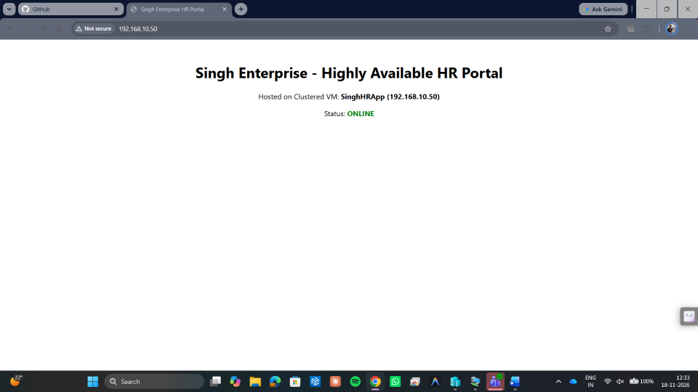 GitHub
Singh Enterprise HR Portal
Ask Gemini
Not secure
192.168.10.50
Singh Enterprise - Highly Available HR Portal
Hosted on Clustered VM: SinghHRApp (192.168.10.50)
Status: ONLINE
22°
Search
ENG
IN
100%
12:33
18-11-2026